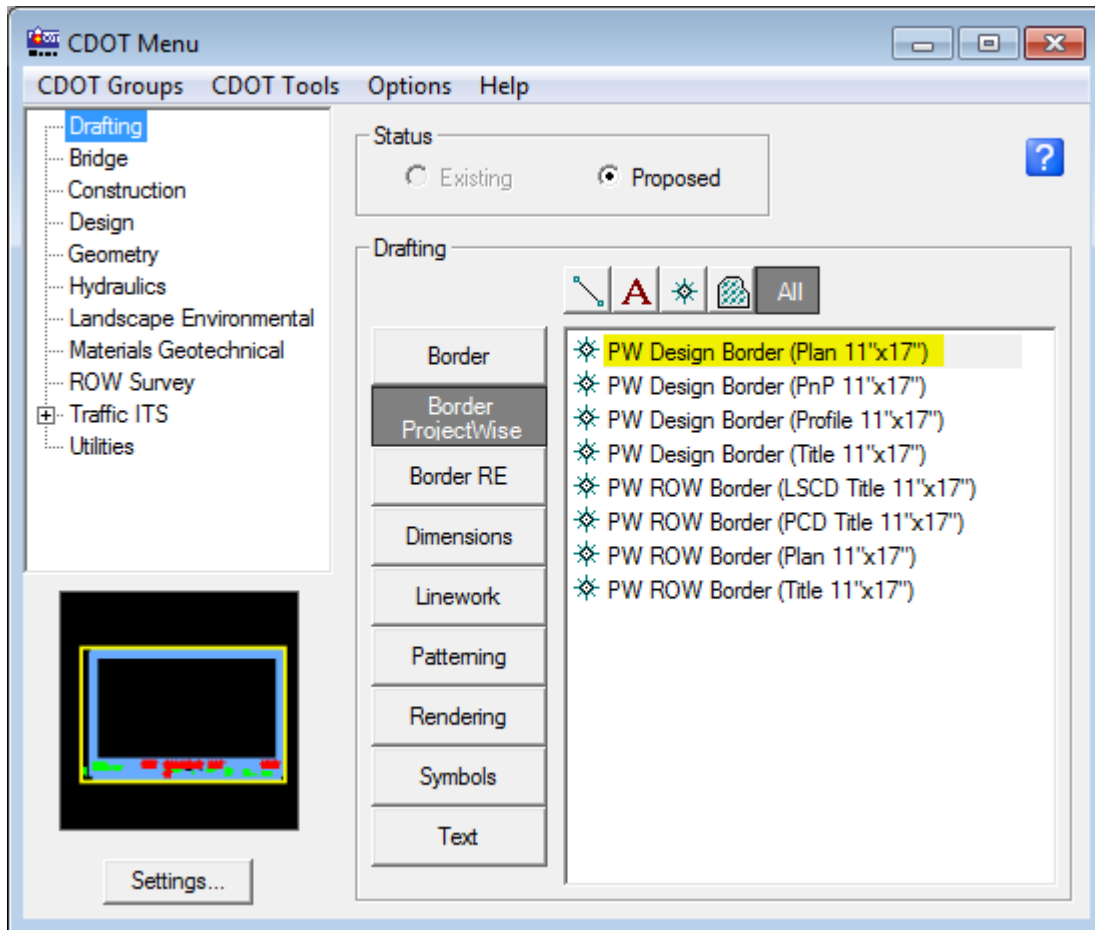 CDOT Menu
CDOT Groups CDOT Tools Options Help
Drafting
Bridge
Construction
Design
Geometry
Hydraulics
Landscape Environmental
Materials Geotechnical
ROW Survey
Traffic ITS
Utilities
Settings...
Status
Existing Proposed
?
Drafting
A All
Border
Border
ProjectWise
Border RE
Dimensions
Linework
Patterning
Rendering
Symbols
Text
PW Design Border (Plan 11"x17")
PW Design Border (PnP 11"x17")
PW Design Border (Profile 11"x17")
PW Design Border (Title 11"x17")
PW ROW Border (LSCD Title 11"x17")
PW ROW Border (PCD Title 11"x17")
PW ROW Border (Plan 11"x17")
PW ROW Border (Title 11"x17")